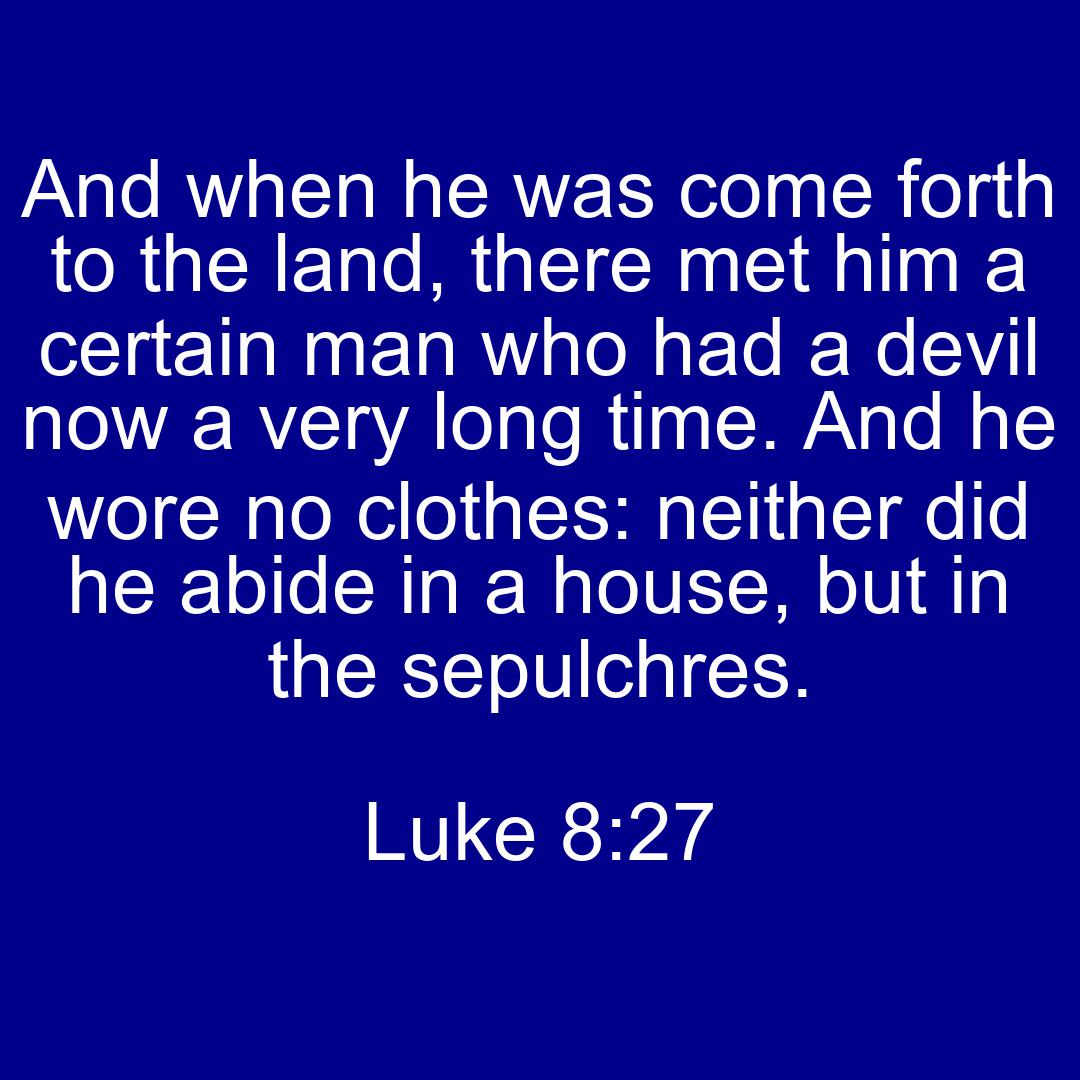 And when he was come forth
to the land, there met him a
certain man who had a devil
now a very long time. And he
wore no clothes: neither did
he abide in a house, but in
the sepulchres.
Luke 8:27